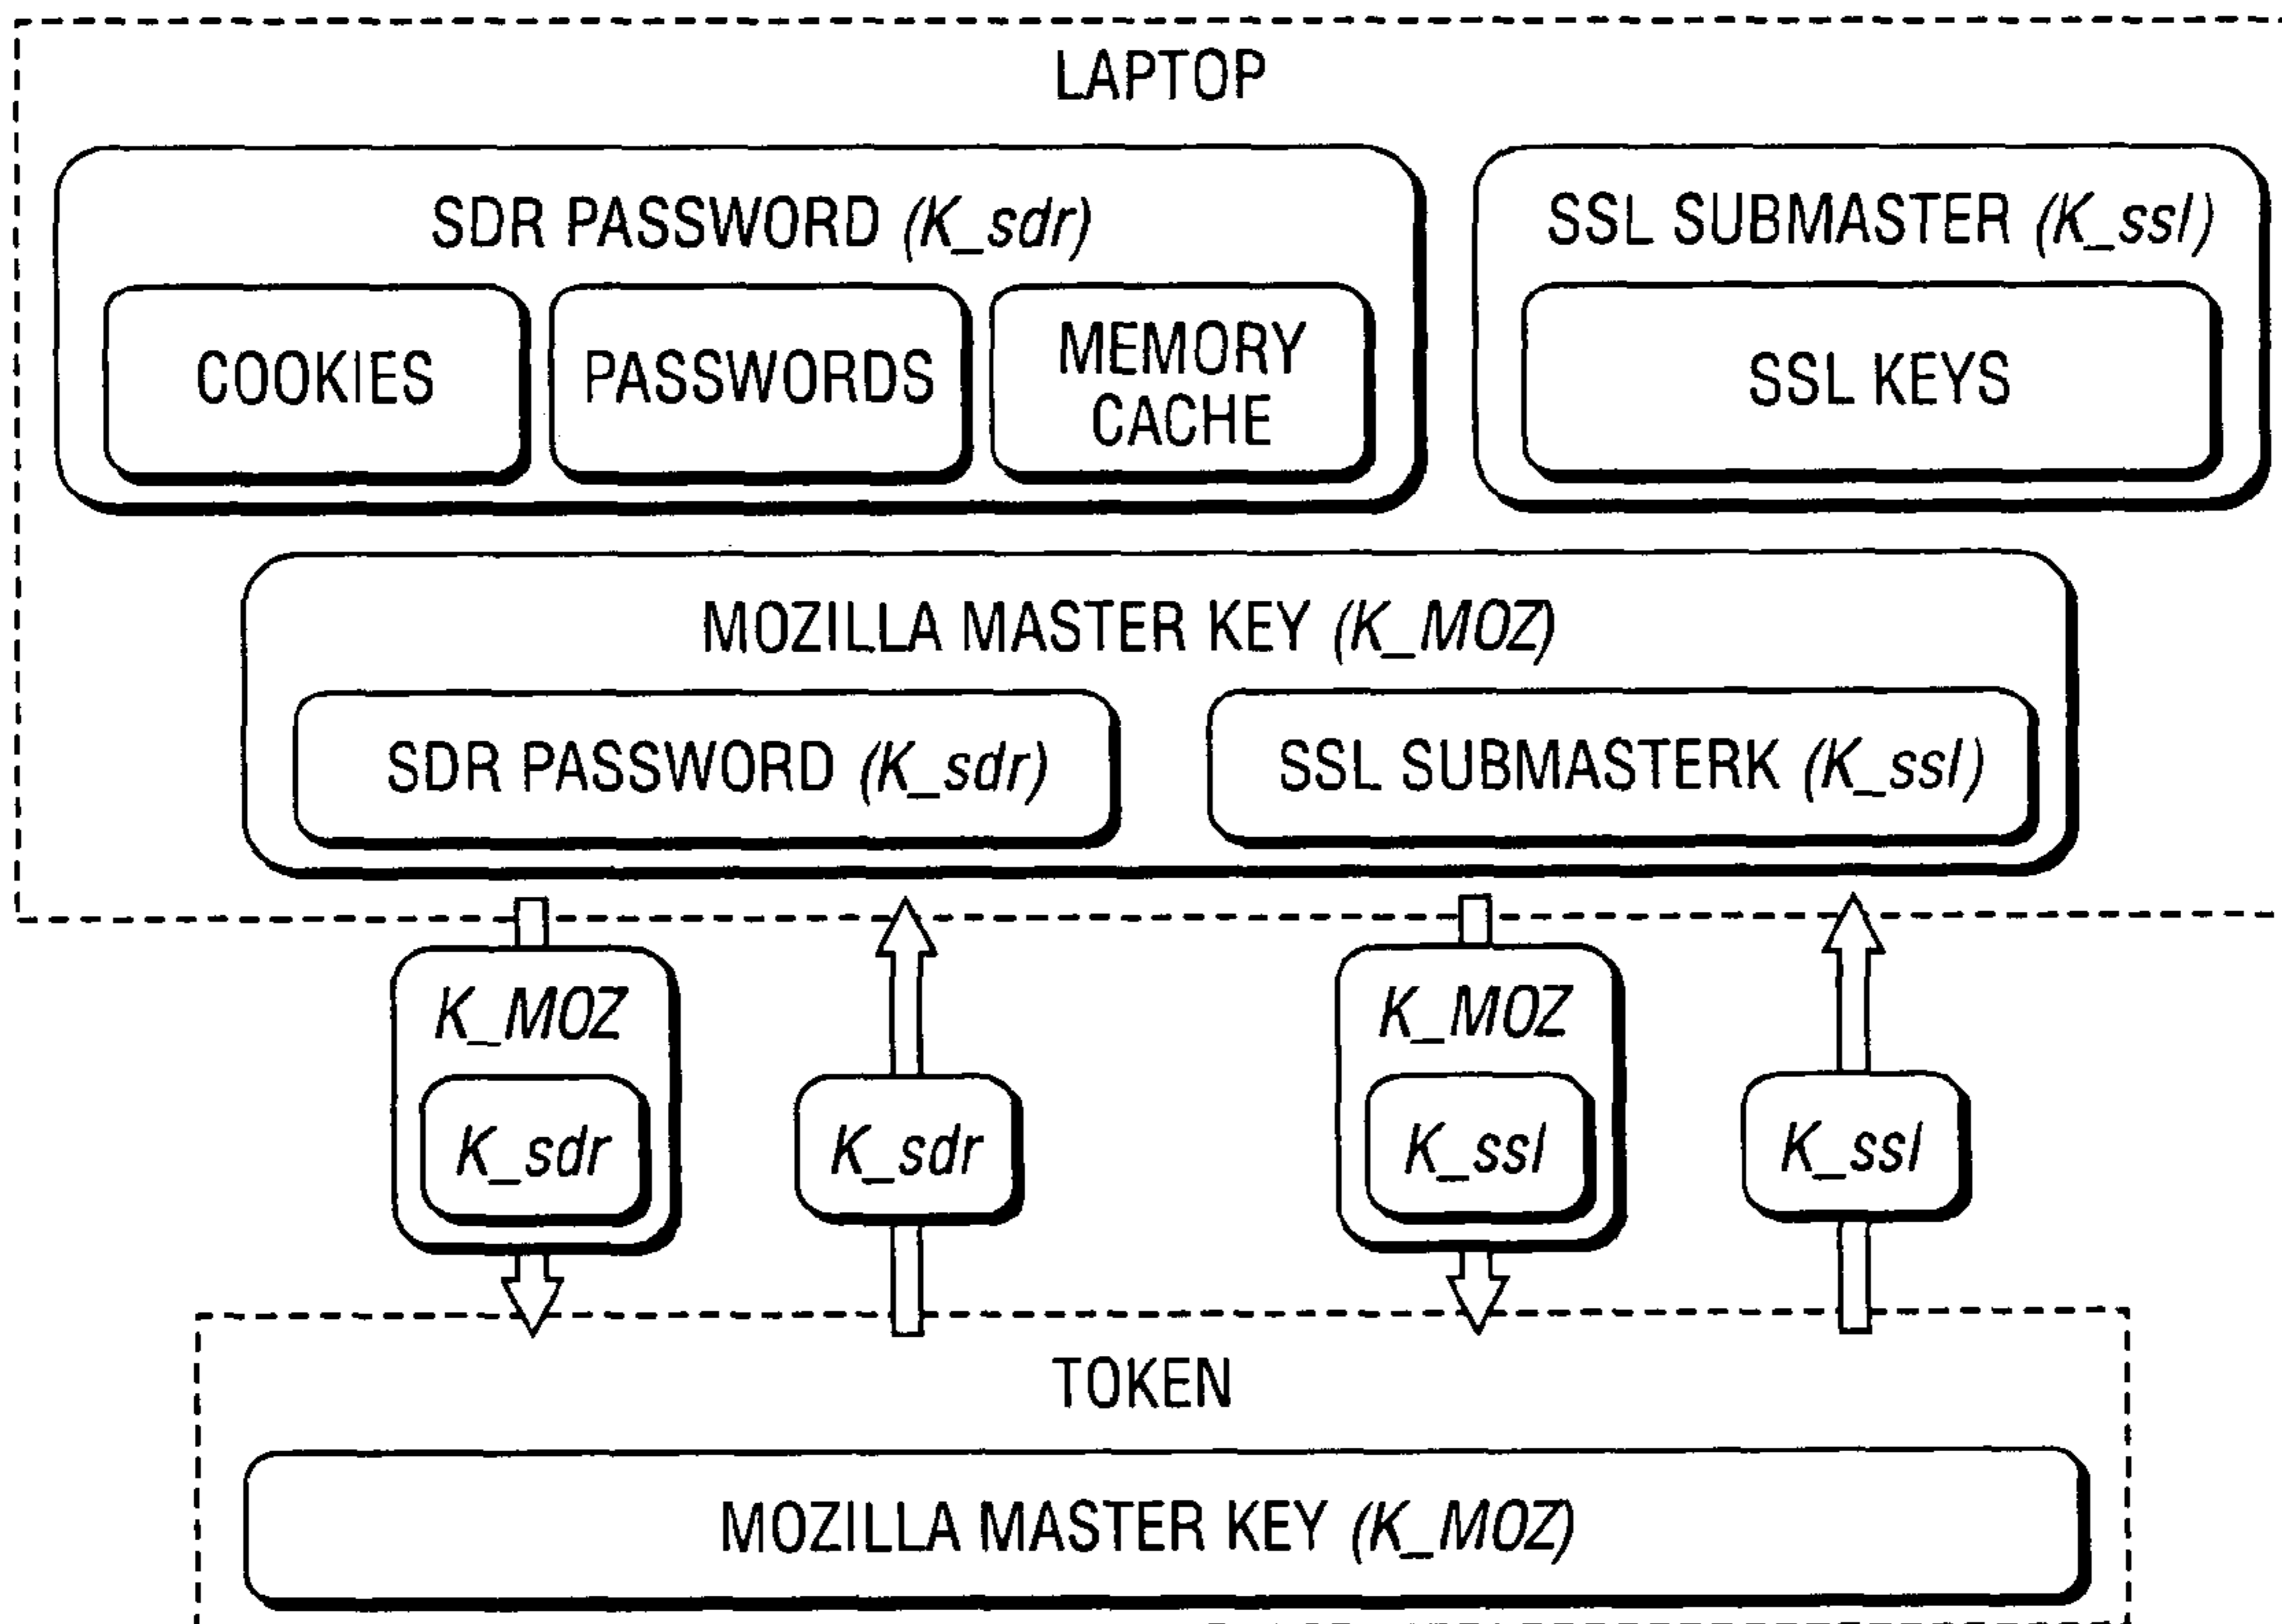 LAPTOP
SDR PASSWORD (K_sdr)
SSL SUBMASTER (K_ssl)
COOKIES
PASSWORDS
MEMORY
CACHE
SSL KEYS
MOZILLA MASTER KEY (K_MOZ)
SDR PASSWORD (K_sdr)
SSL SUBMASTERK (K_ssl)
K_MOZ
K_sdr
K_sdr
K_MOZ
K_ssl
K_ssl
TOKEN
MOZILLA MASTER KEY (K_MOZ)